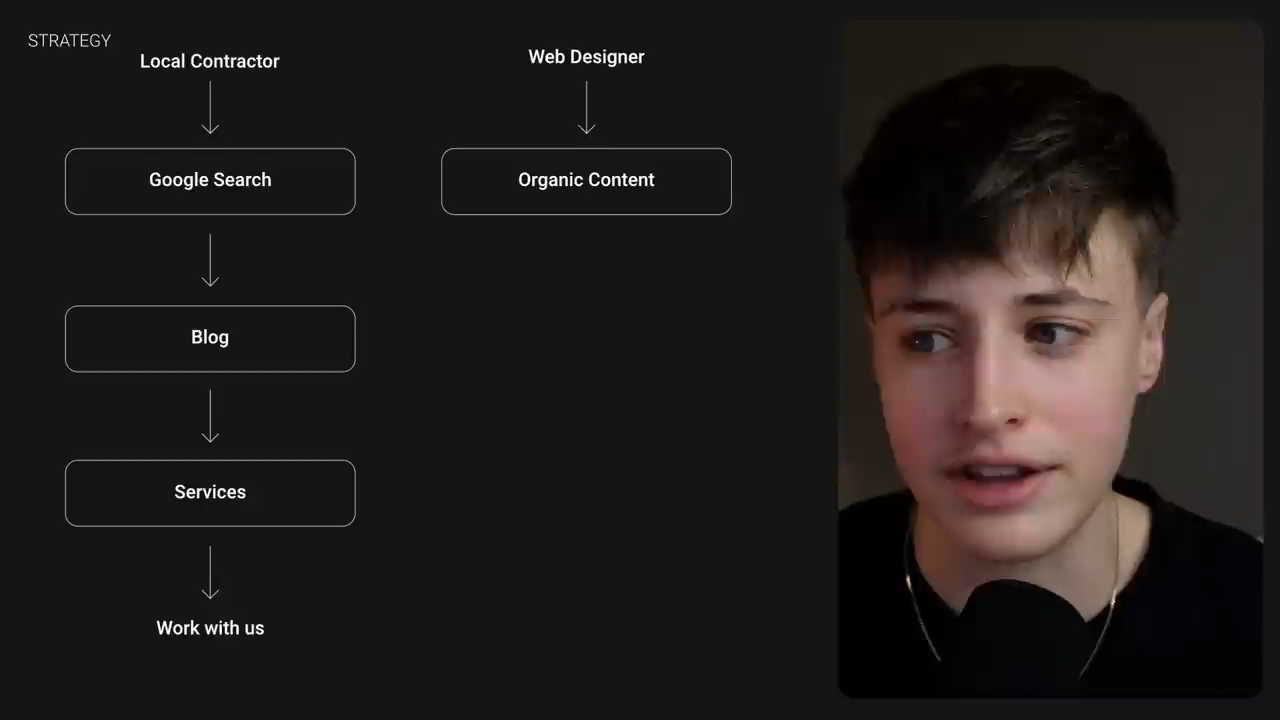 STRATEGY
Local Contractor
Google Search
Blog
Services
Work with us
Web Designer
Organic Content